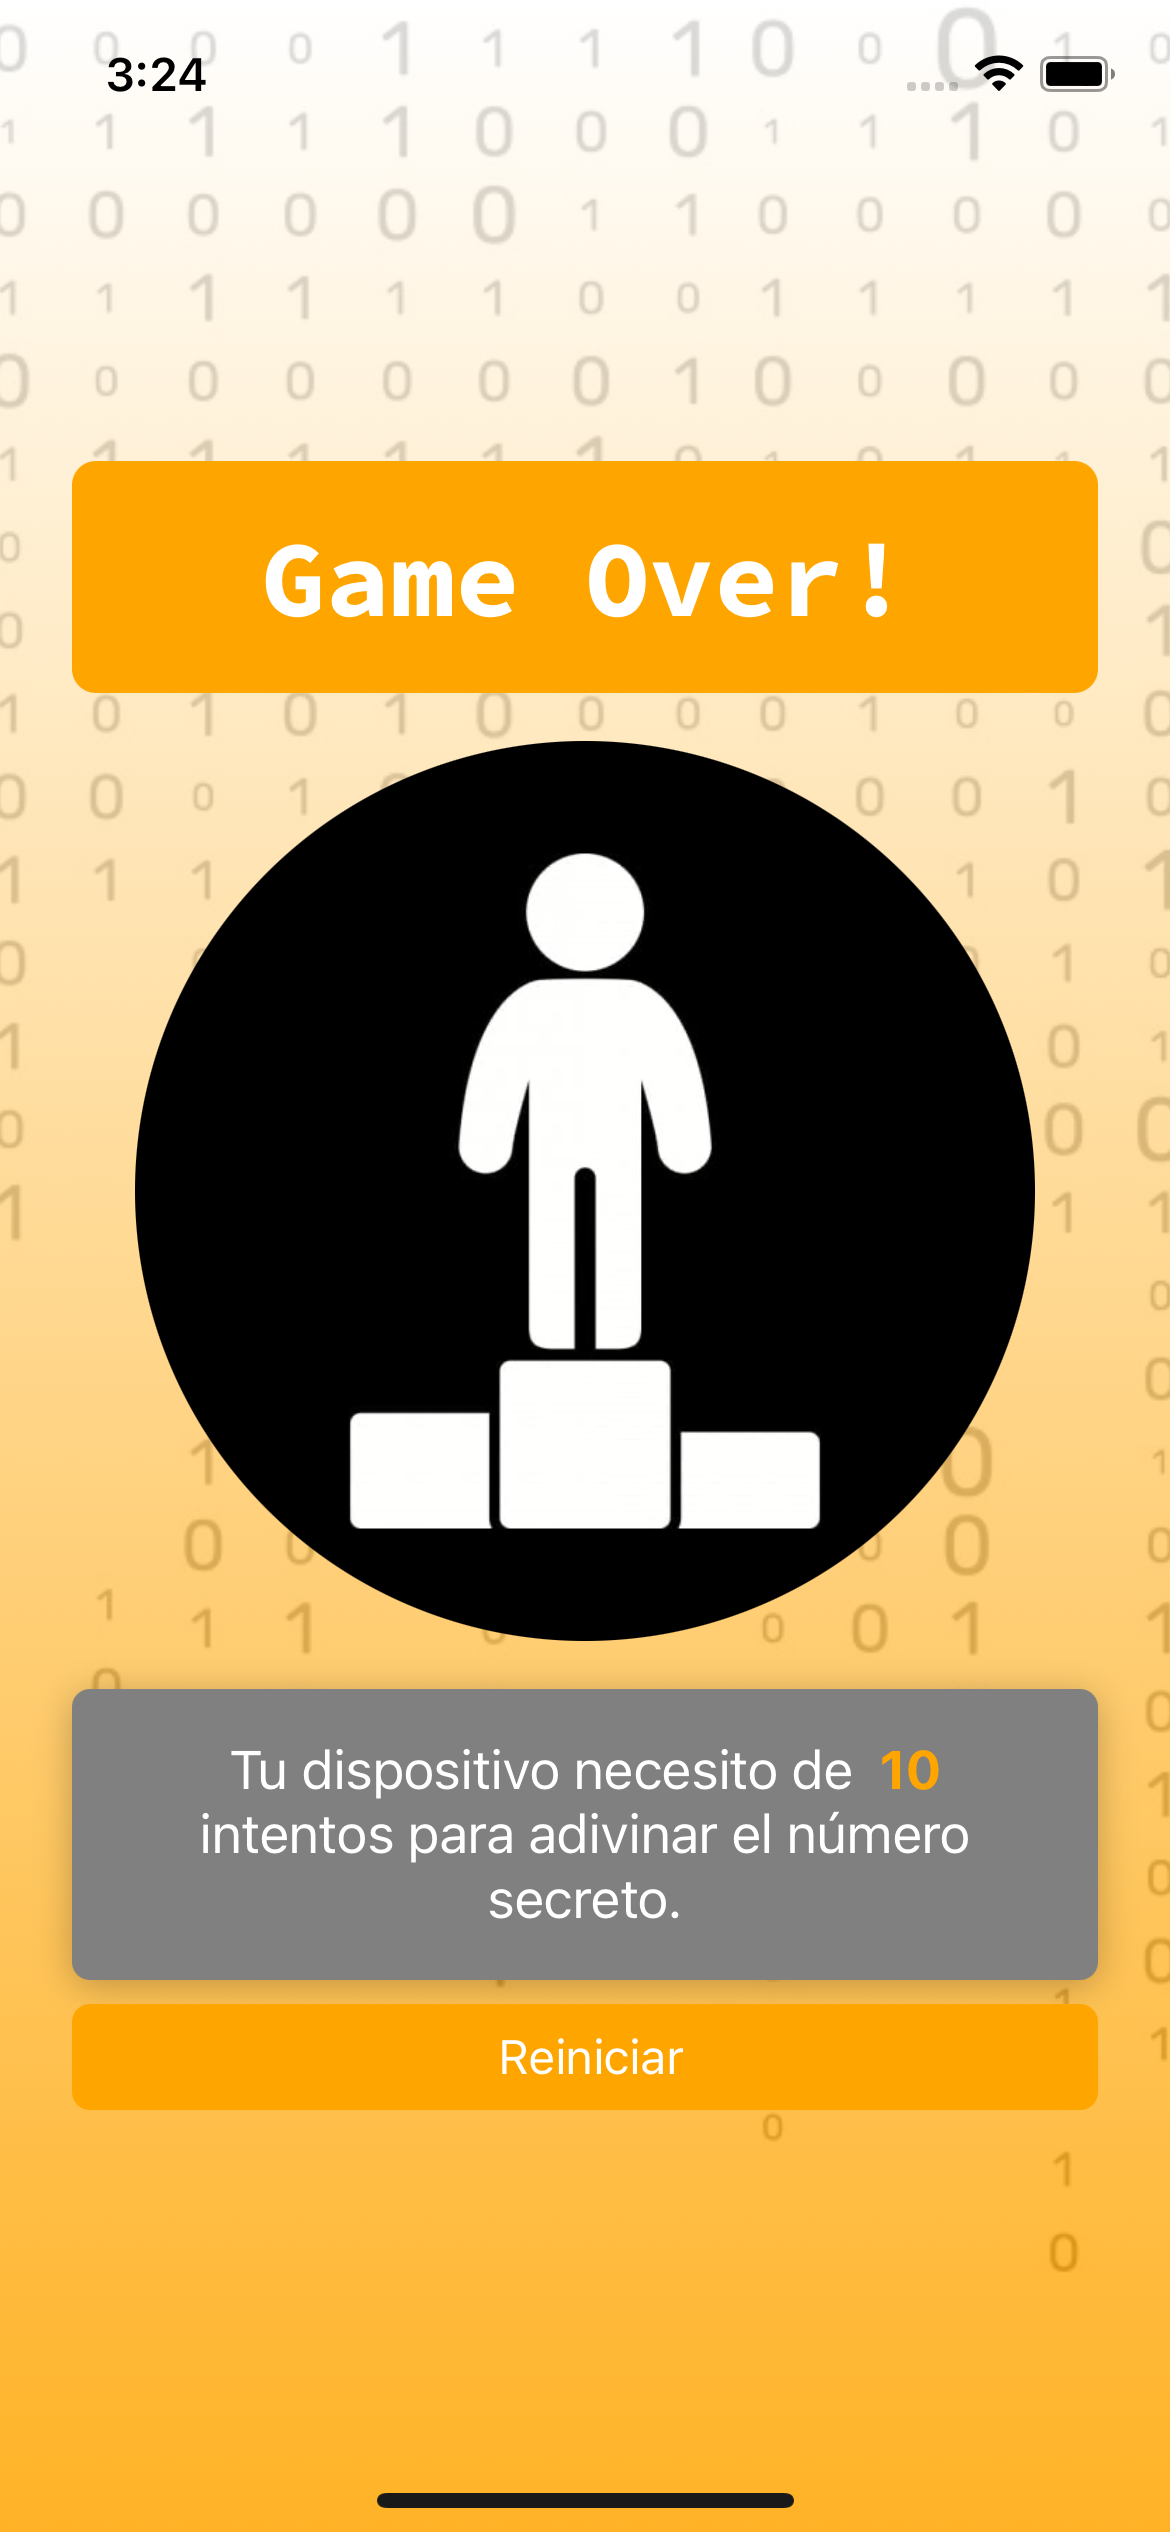 3:24
Game Over!
Tu dispositivo necesito de 10
intentos para adivinar el número
secreto.
Reiniciar